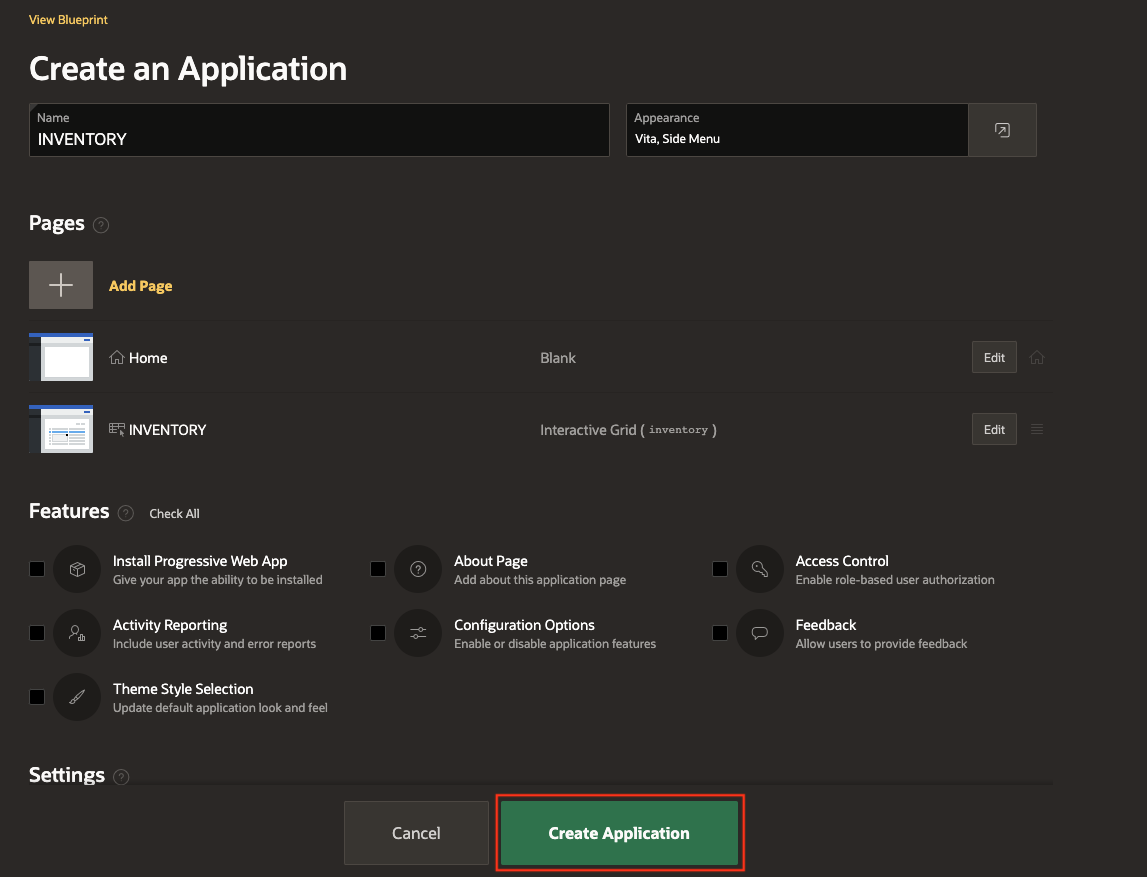 View Blueprint
Create an Application
Name
INVENTORY
Appearance
Vita, Side Menu
Pages ?
Add Page
Home
Blank
Edit
INVENTORY
Interactive Grid ( inventory )
Edit
Features ?
Check All
Install Progressive Web App
Give your app the ability to be installed
? About Page
Add about this application page
Access Control
Enable role-based user authorization
Activity Reporting
Include user activity and error reports
Configuration Options
Enable or disable application features
Feedback
Allow users to provide feedback
Theme Style Selection
Update default application look and feel
Settings ?
Cancel
Create Application